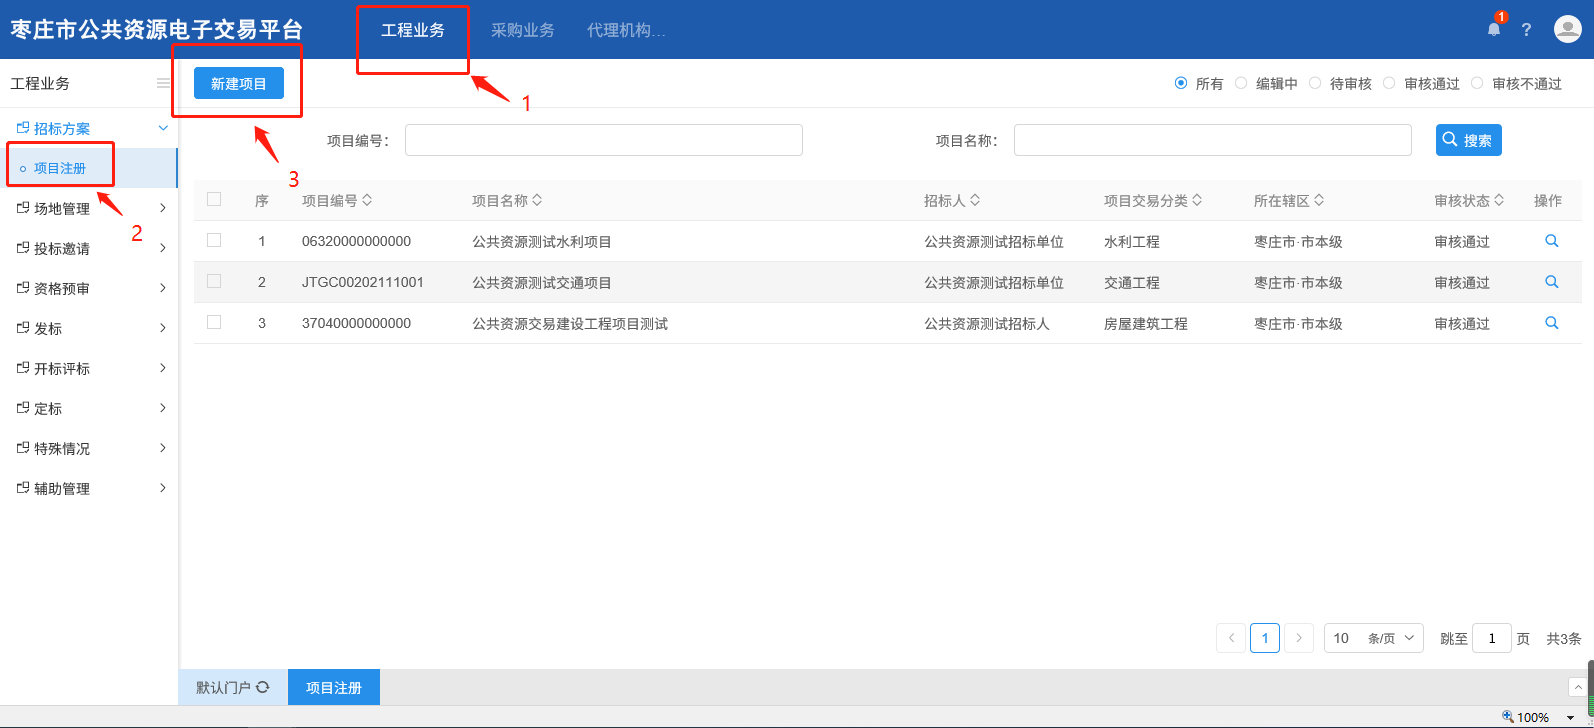 枣庄市公共资源电子交易平台
工程业务 采购业务 代理机构...
1 ?
工程业务
新建项目
所有 编辑中 待审核 审核通过 审核不通过
1
招标方案
项目编号：
项目名称：
搜索
项目注册
3
2
序 项目编号 项目名称 招标人 项目交易分类 所在辖区 审核状态 操作
场地管理
1 06320000000000 公共资源测试水利项目 公共资源测试招标单位 水利工程 枣庄市·市本级 审核通过
投标邀请
2 JTGC00202111001 公共资源测试交通项目 公共资源测试招标单位 交通工程 枣庄市·市本级 审核通过
资格预审
3 37040000000000 公共资源交易建设工程项目测试 公共资源测试招标人 房屋建筑工程 枣庄市·市本级 审核通过
发标
开标评标
定标
特殊情况
辅助管理
1 10 条/页 跳至 1 页 共3条
默认门户 项目注册
100%